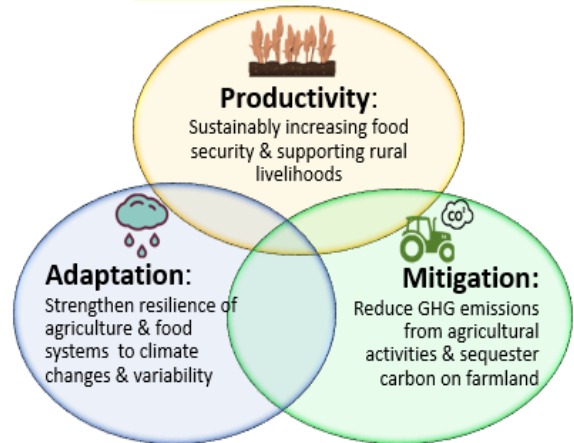 Productivity:
Sustainably increasing food
security & supporting rural
livelihoods
Adaptation:
Strengthen resilience of
agriculture & food
systems to climate
changes & variability
CO²
Mitigation:
Reduce GHG emissions
from agricultural
activities & sequester
carbon on farmland